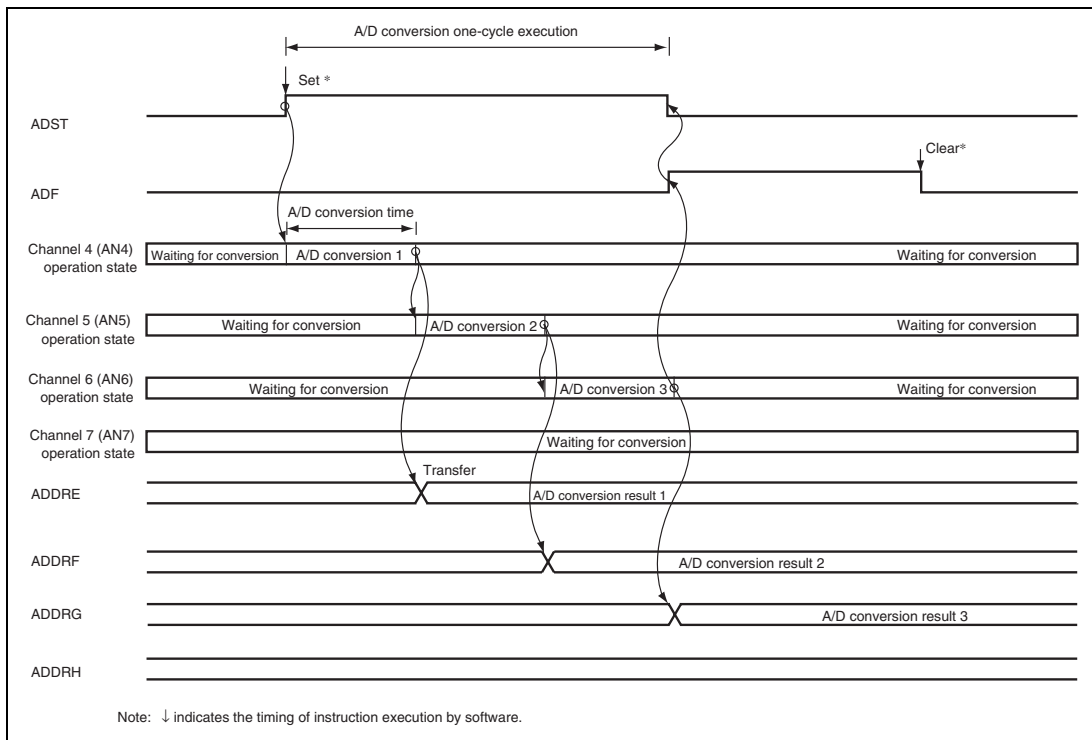 A/D conversion one-cycle execution
Set *
ADST
Clear*
ADF
A/D conversion time
Channel 4 (AN4)
operation state
Waiting for conversion
A/D conversion 1
Waiting for conversion
Channel 5 (AN5)
operation state
Waiting for conversion
A/D conversion 2
Waiting for conversion
Channel 6 (AN6)
operation state
Waiting for conversion
A/D conversion 3
Waiting for conversion
Channel 7 (AN7)
operation state
Waiting for conversion
Transfer
ADDRE
A/D conversion result 1
ADDRF
A/D conversion result 2
ADDRG
A/D conversion result 3
ADDRH
Note: ↓ indicates the timing of instruction execution by software.